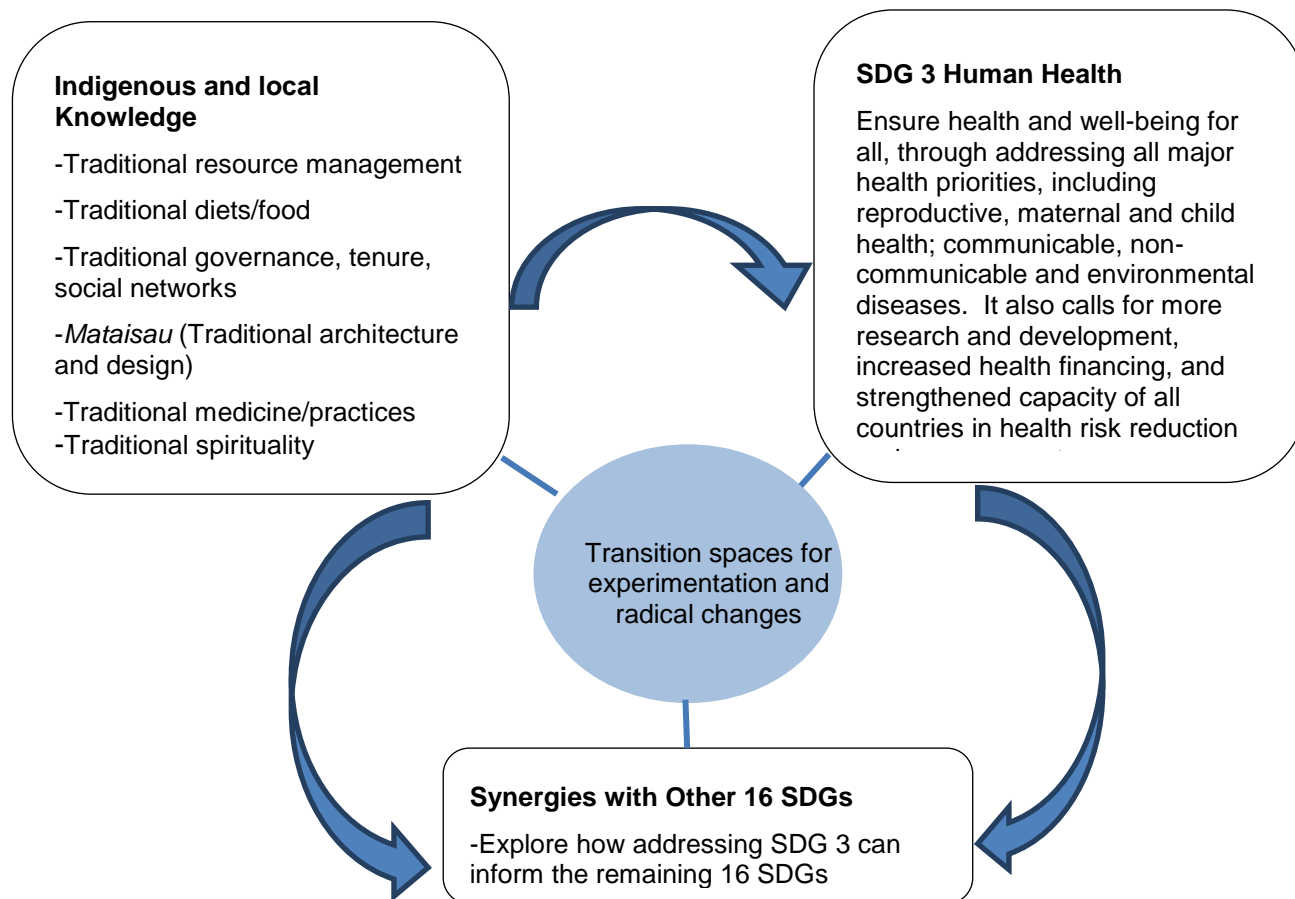 Indigenous and local
Knowledge
-Traditional resource management
-Traditional diets/food
-Traditional governance, tenure,
social networks
-Mataisau (Traditional architecture
and design)
-Traditional medicine/practices
-Traditional spirituality
SDG 3 Human Health
Ensure health and well-being for
all, through addressing all major
health priorities, including
reproductive, maternal and child
health; communicable, non-
communicable and environmental
diseases.  It also calls for more
research and development,
increased health financing, and
strengthened capacity of all
countries in health risk reduction
Transition spaces for
experimentation and
radical changes
Synergies with Other 16 SDGs
-Explore how addressing SDG 3 can
inform the remaining 16 SDGs